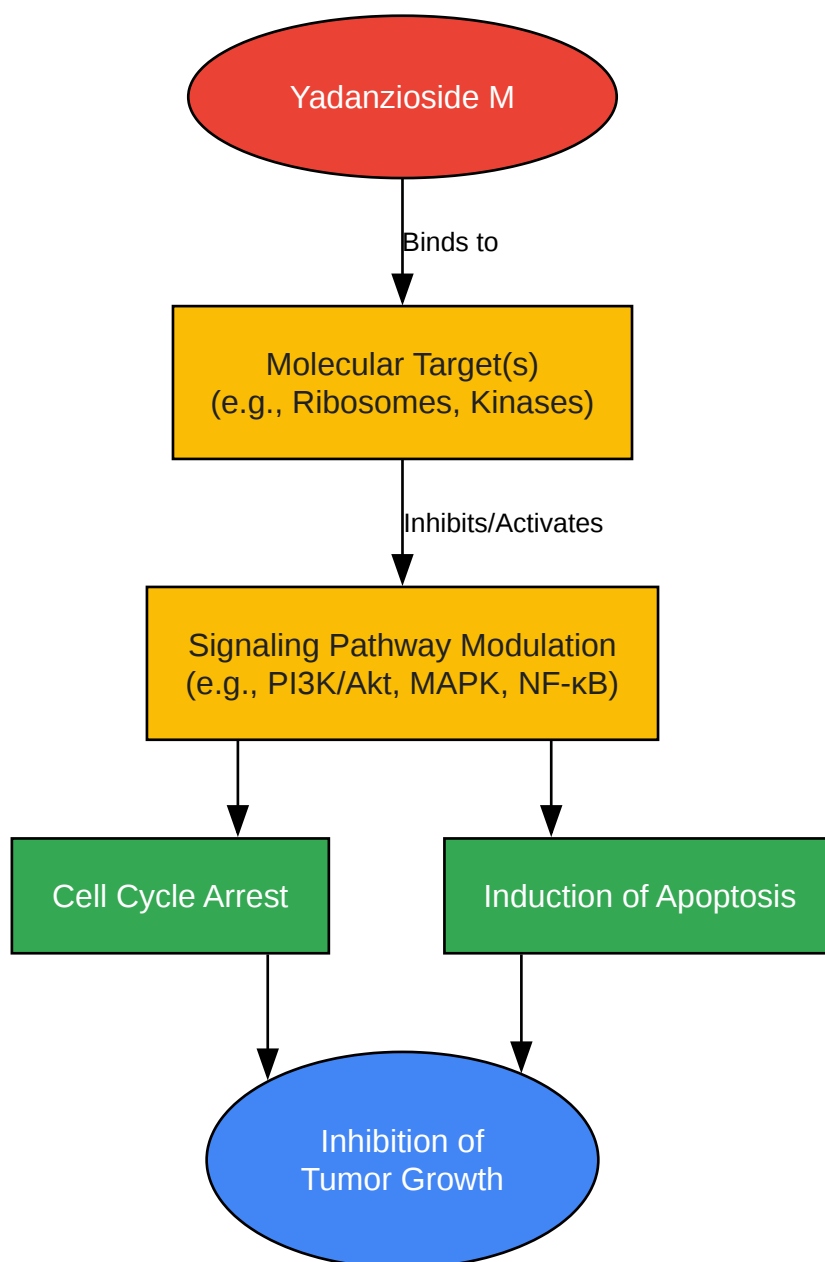 Yadanzioside M
Binds to
Molecular Target(s)
(e.g., Ribosomes, Kinases)
Inhibits/Activates
Signaling Pathway Modulation
(e.g., PI3K/Akt, MAPK, NF-κB)
Cell Cycle Arrest
Induction of Apoptosis
Inhibition of
Tumor Growth